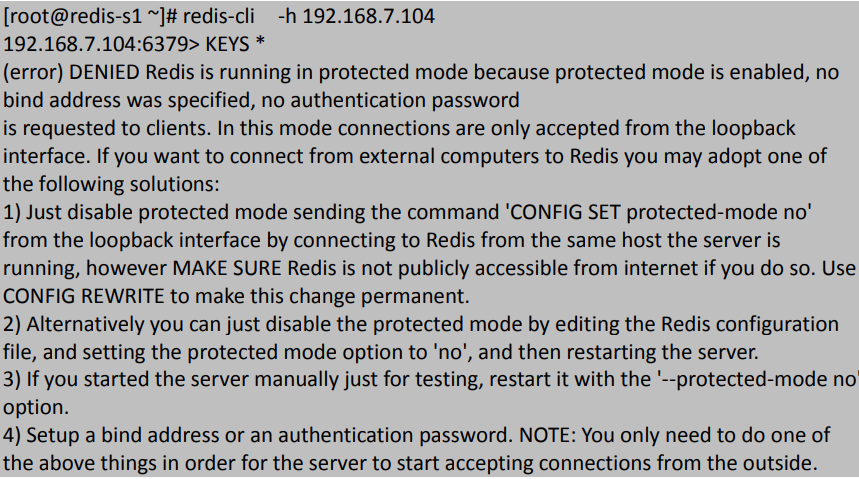 [root@redis-s1 ~]# redis-cli -h 192.168.7.104
192.168.7.104:6379> KEYS *
(error) DENIED Redis is running in protected mode because protected mode is enabled, no
bind address was specified, no authentication password
is requested to clients. In this mode connections are only accepted from the loopback
interface. If you want to connect from external computers to Redis you may adopt one of
the following solutions:
1) Just disable protected mode sending the command 'CONFIG SET protected-mode no'
from the loopback interface by connecting to Redis from the same host the server is
running, however MAKE SURE Redis is not publicly accessible from internet if you do so. Use
CONFIG REWRITE to make this change permanent.
2) Alternatively you can just disable the protected mode by editing the Redis configuration
file, and setting the protected mode option to 'no', and then restarting the server.
3) If you started the server manually just for testing, restart it with the '--protected-mode no'
option.
4) Setup a bind address or an authentication password. NOTE: You only need to do one of
the above things in order for the server to start accepting connections from the outside.